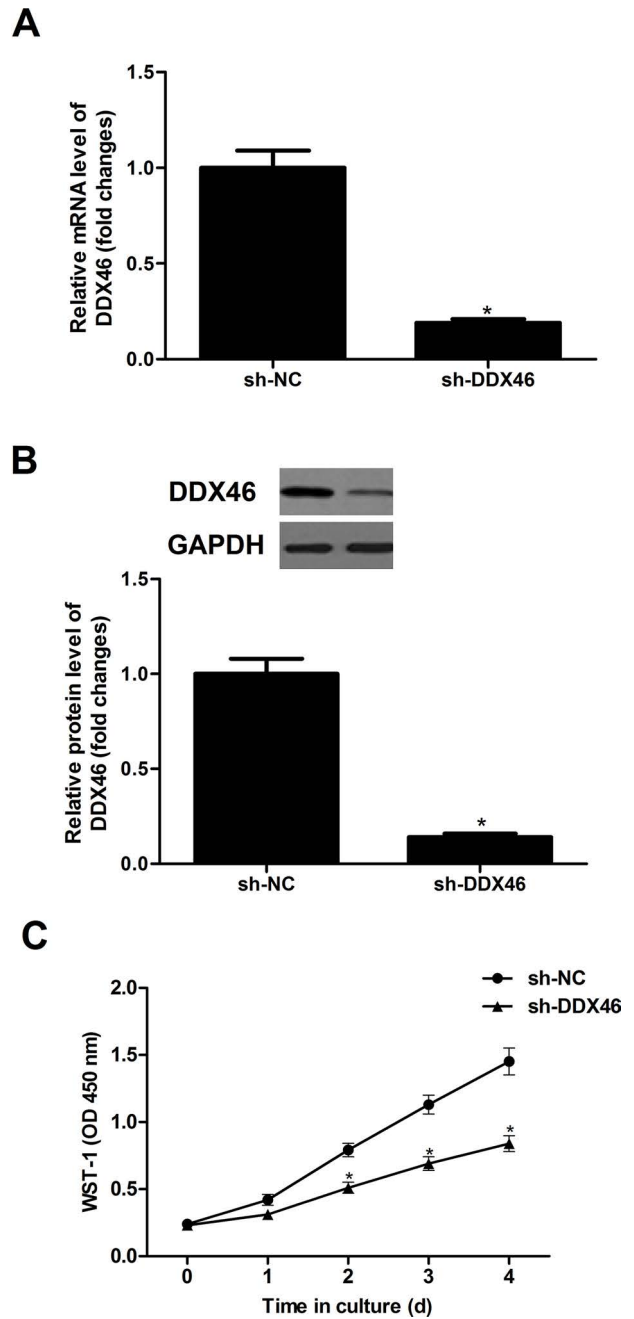 A
Relative mRNA level of
DDX46 (fold changes)
1.5
1.0
0.5
0.0
*
sh-NC sh-DDX46
B
DDX46
GAPDH
Relative protein level of
DDX46 (fold changes)
1.5
1.0
0.5
0.0
*
sh-NC sh-DDX46
C
sh-NC
sh-DDX46
WST-1 (OD 450 nm)
2.0
1.5
1.0
0.5
0.0
* * *
0 1 2 3 4
Time in culture (d)